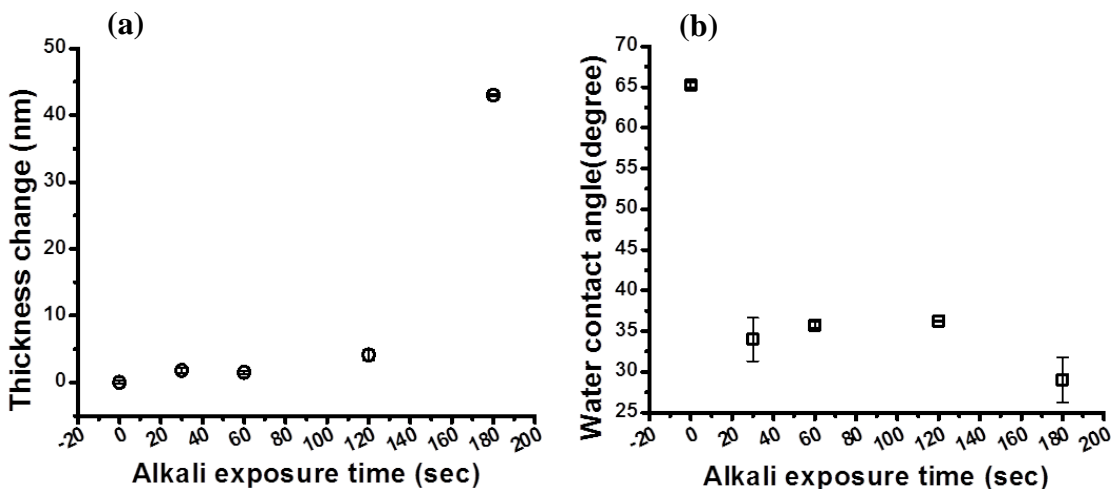 (a)
50
40
30
20
10
0
Thickness change (nm)
-20 0 20 40 60 80 100 120 140 160 180 200
Alkali exposure time (sec)
(b)
70
65
60
55
50
45
40
35
30
25
Water contact angle(degree)
-20 0 20 40 60 80 100 120 140 160 180 200
Alkali exposure time (sec)